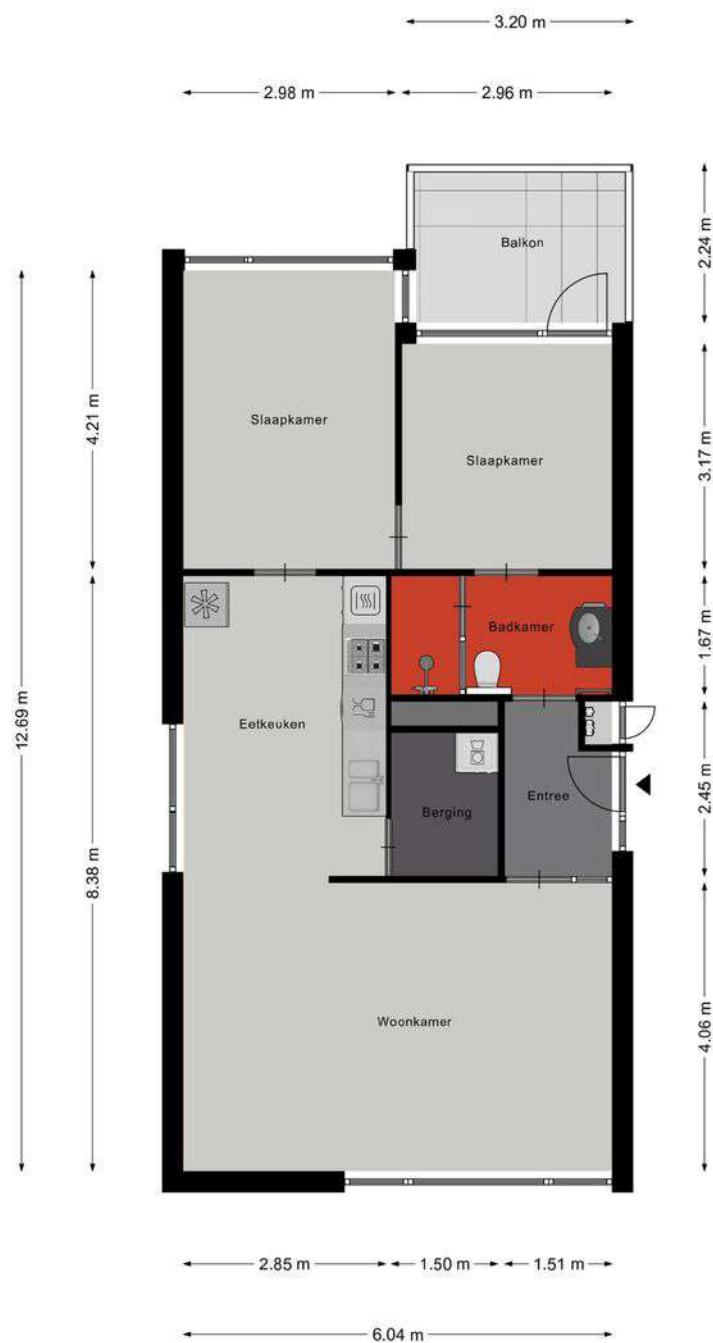 3.20 m
2.98 m
2.96 m
Balkon
2.24 m
Slaapkamer
4.21 m
Slaapkamer
3.17 m
Badkamer
1.67 m
12.69 m
Eetkeuken
8.38 m
Berging
Entree
2.45 m
Woonkamer
4.06 m
2.85 m
1.50 m
1.51 m
6.04 m